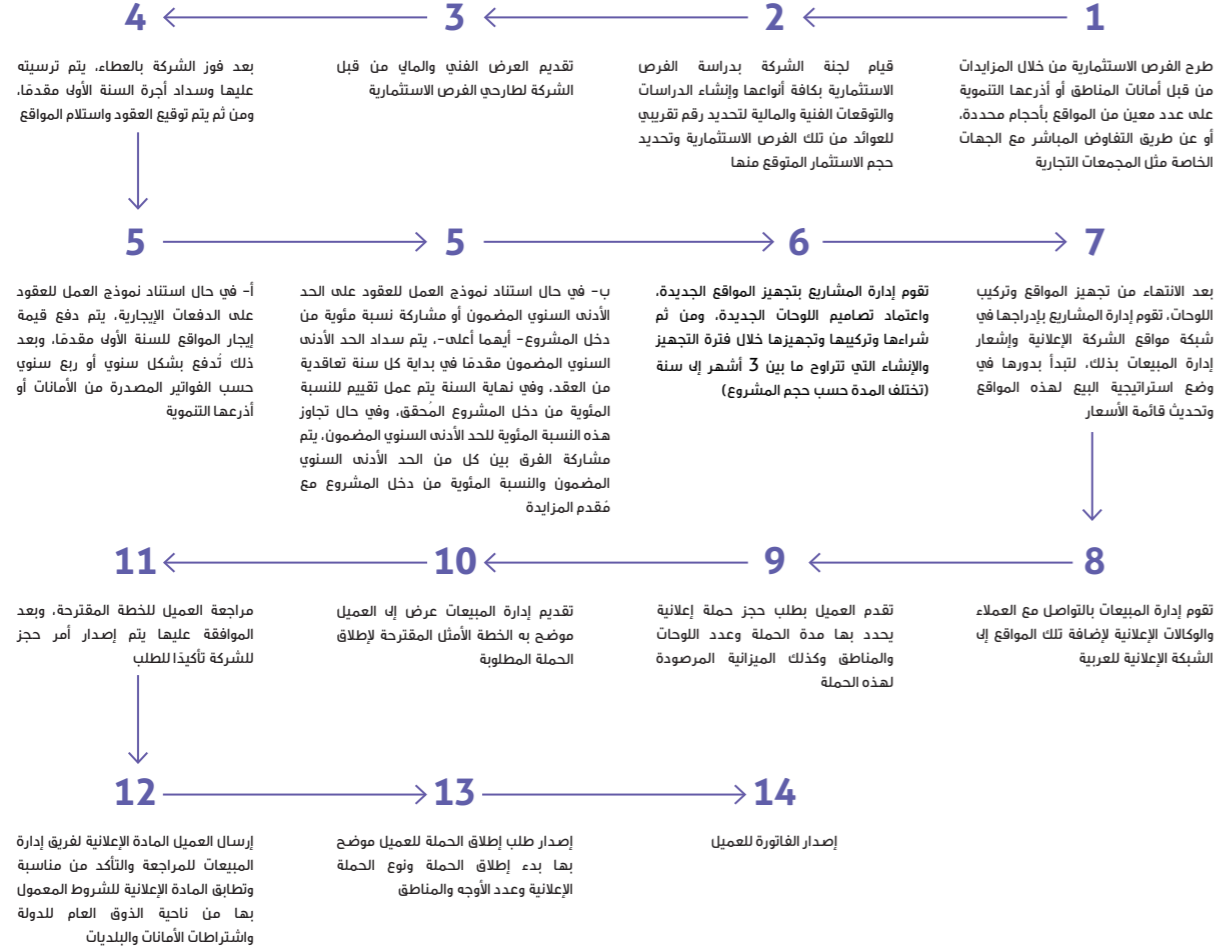 1
طرح الفرص الاستثمارية من خلال المزايدات
من قبل أمانات المناطق أو أذرعها التنموية
على عدد معين من المواقع بأحجام محددة،
أو عن طريق التفاوض المباشر مع الجهات
الخاصة مثل المجمعات التجارية
2
قيام لجنة الشركة بدراسة الفرص
الاستثمارية بكافة أنواعها وإنشاء الدراسات
والتوقعات الفنية والمالية لتحديد رقم تقريبي
للعوائد من تلك الفرص الاستثمارية وتحديد
حجم الاستثمار المتوقع منها
3
تقديم العرض الفني والمالي من قبل
الشركة لطارحي الفرص الاستثمارية
4
بعد فوز الشركة بالعطاء، يتم ترسيته
عليها وسداد أجرة السنة الأولى مقدمًا،
ومن ثم يتم توقيع العقود واستلام المواقع
5
أ- في حال استناد نموذج العمل للعقود
على الدفعات الإيجارية، يتم دفع قيمة
إيجار المواقع للسنة الأولى مقدمًا، وبعد
ذلك تُدفع بشكل سنوي أو ربع سنوي
حسب الفواتير المصدرة من الأمانات أو
أذرعها التنموية
5
ب- في حال استناد نموذج العمل للعقود على الحد
الأدنى السنوي المضمون أو مشاركة نسبة مئوية من
دخل المشروع- أيهما أعلى-، يتم سداد الحد الأدنى
السنوي المضمون مقدمًا في بداية كل سنة تعاقدية
من العقد، وفي نهاية السنة يتم عمل تقييم للنسبة
المئوية من دخل المشروع المُحقق، وفي حال تجاوز
هذه النسبة المئوية للحد الأدنى السنوي المضمون، يتم
مشاركة الفرق بين كل من الحد الأدنى السنوي
المضمون والنسبة المئوية من دخل المشروع مع
مُقدم المزايدة
6
تقوم إدارة المشاريع بتجهيز المواقع الجديدة،
واعتماد تصاميم اللوحات الجديدة، ومن ثم
شراءها وتركيبها وتجهيزها خلال فترة التجهيز
والإنشاء التي تتراوح ما بين 3 أشهر إلى سنة
(تختلف المدة حسب حجم المشروع)
7
بعد الانتهاء من تجهيز المواقع وتركيب
اللوحات، تقوم إدارة المشاريع بإدراجها في
شبكة مواقع الشركة الإعلانية وإشعار
إدارة المبيعات بذلك، لتبدأ بدورها في
وضع استراتيجية البيع لهذه المواقع
وتحديث قائمة الأسعار
8
تقوم إدارة المبيعات بالتواصل مع العملاء
والوكالات الإعلانية لإضافة تلك المواقع إلى
الشبكة الإعلانية للعربية
9
تقدم العميل بطلب حجز حملة إعلانية
يحدد بها مدة الحملة وعدد اللوحات
والمناطق وكذلك الميزانية المرصودة
لهذه الحملة
10
تقديم إدارة المبيعات عرض إلى العميل
موضح به الخطة الأمثل المقترحة لإطلاق
الحملة المطلوبة
11
مراجعة العميل للخطة المقترحة، وبعد
الموافقة عليها يتم إصدار أمر حجز
للشركة تأكيدًا للطلب
12
إرسال العميل المادة الإعلانية لفريق إدارة
المبيعات للمراجعة والتأكد من مناسبة
وتطابق المادة الإعلانية للشروط المعمول
بها من ناحية الذوق العام للدولة
واشتراطات الأمانات والبلديات
13
إصدار طلب إطلاق الحملة للعميل موضح
بها بدء إطلاق الحملة ونوع الحملة
الإعلانية وعدد الأوجه والمناطق
14
إصدار الفاتورة للعميل